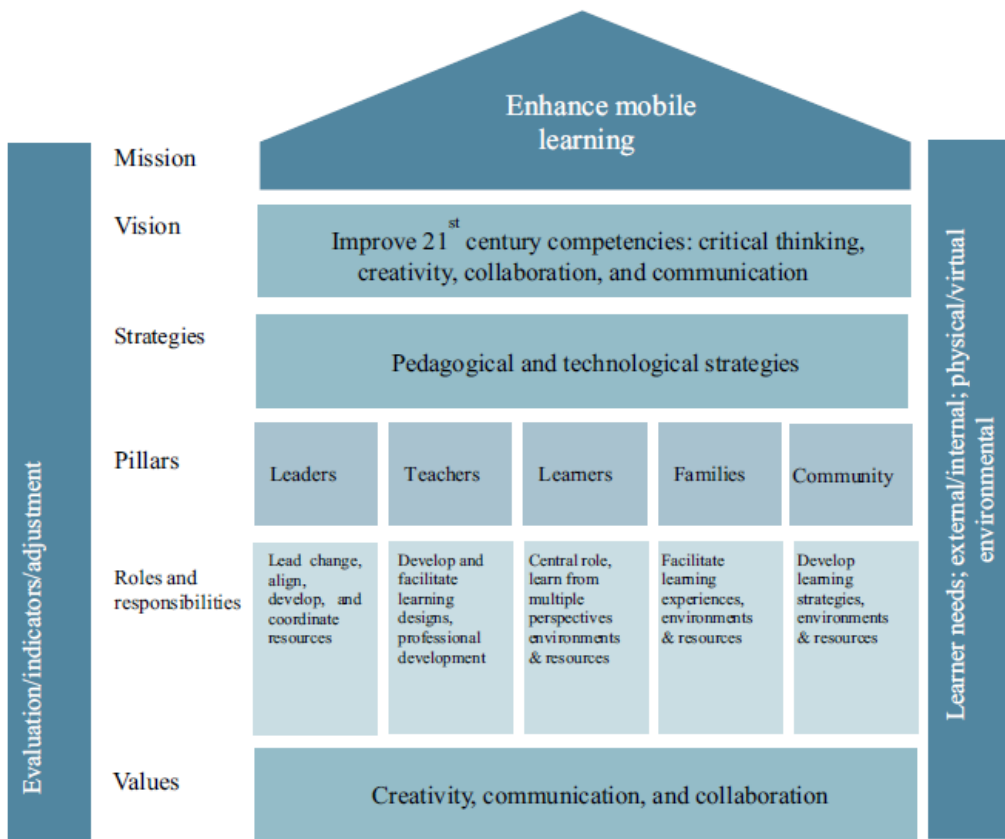 Enhance mobile
learning
Mission
Vision
Improve 21st century competencies: critical thinking,
creativity, collaboration, and communication
Strategies
Pedagogical and technological strategies
Pillars
Leaders
Teachers
Learners
Families
Community
Roles and
responsibilities
Lead change,
align,
develop, and
coordinate
resources
Develop and
facilitate
learning
designs,
professional
development
Central role,
learn from
multiple
perspectives
environments
& resources
Facilitate
learning
experiences,
environments
& resources
Develop
learning
strategies,
environments
& resources
Values
Creativity, communication, and collaboration
Evaluation/indicators/adjustment
Learner needs; external/internal; physical/virtual
environmental